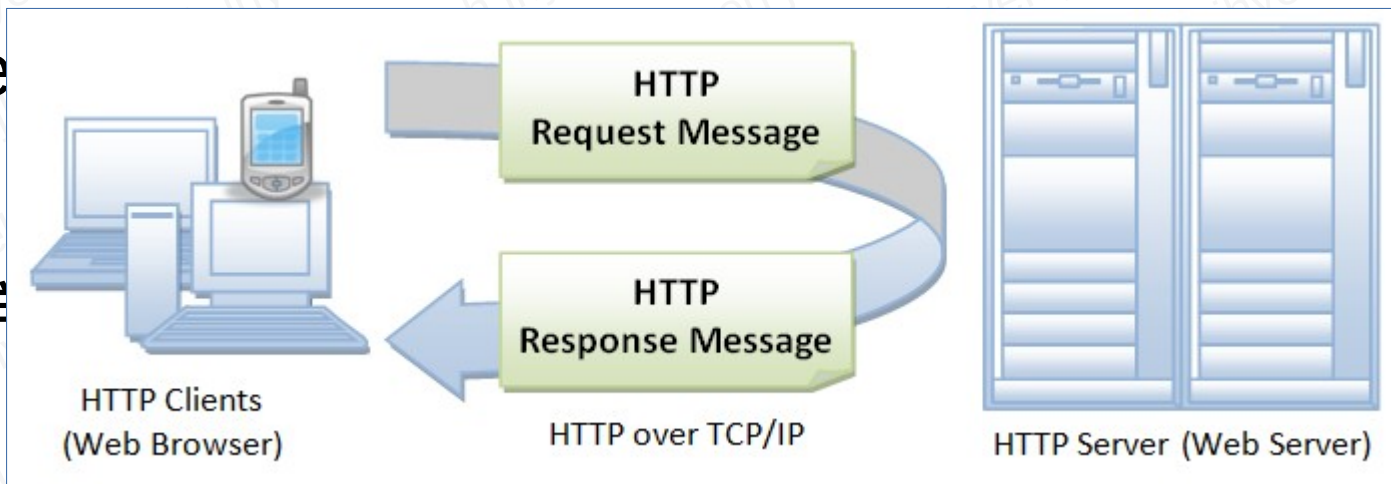 HTTP
Request Message
HTTP
Response Message
HTTP Clients
(Web Browser)
HTTP over TCP/IP
HTTP Server (Web Server)